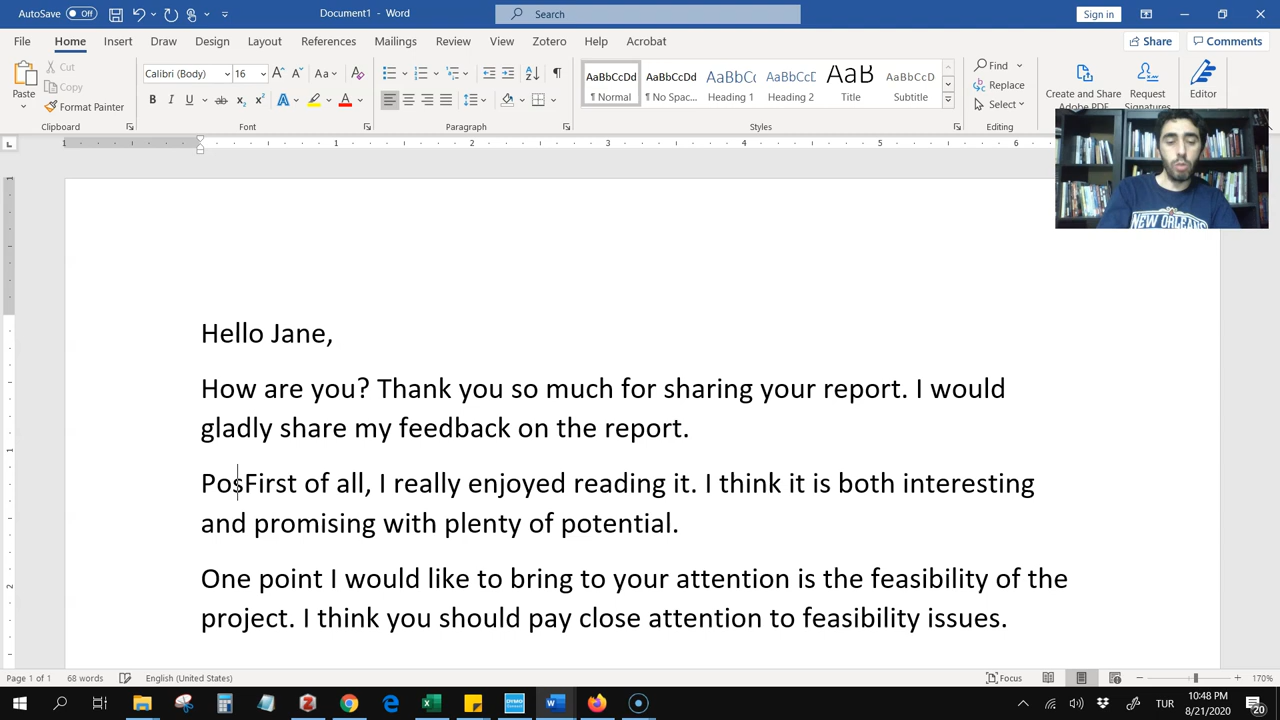 AutoSave Off
Document1 - Word
Search
Sign in
File Home Insert Draw Design Layout References Mailings Review View Zotero Help Acrobat
Share Comments
Paste
Cut
Copy
Format Painter
Clipboard
Calibri (Body) 16
Font
Paragraph
AaBbCcDd
¶ Normal
AaBbCcDd
¶ No Spac...
AaBbCc
Heading 1
AaBbCcDd
Heading 2
AaB
Title
AaBbCcDd
Subtitle
Styles
Find
Replace
Select
Editing
Create and Share
Adobe PDF
Request
Signatures
Editor
NEW ORLEANS
Hello Jane,
How are you? Thank you so much for sharing your report. I would
gladly share my feedback on the report.
PosFirst of all, I really enjoyed reading it. I think it is both interesting
and promising with plenty of potential.
One point I would like to bring to your attention is the feasibility of the
project. I think you should pay close attention to feasibility issues.
Page 1 of 1 68 words English (United States)
Focus
170%
TUR
10:48 PM
8/21/2020
20